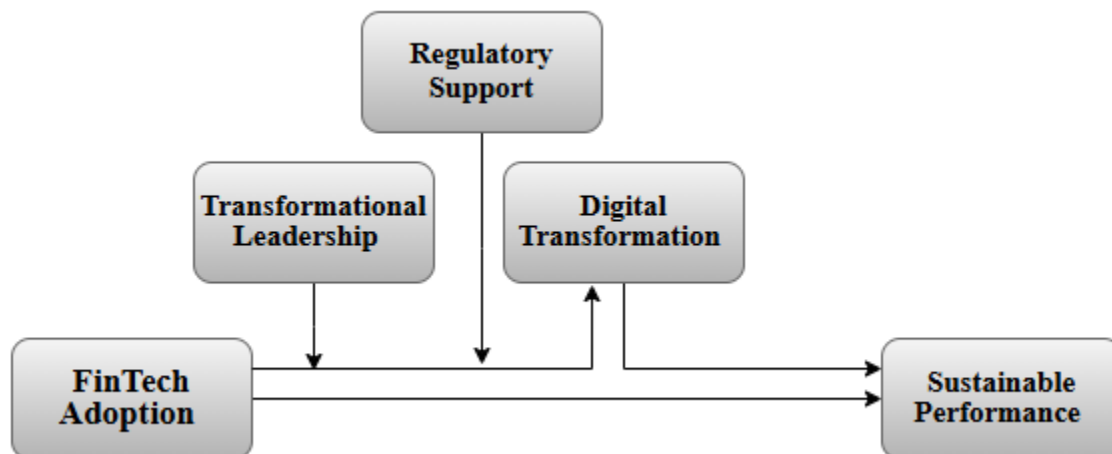 Regulatory
Support
Transformational
Leadership
Digital
Transformation
FinTech
Adoption
Sustainable
Performance